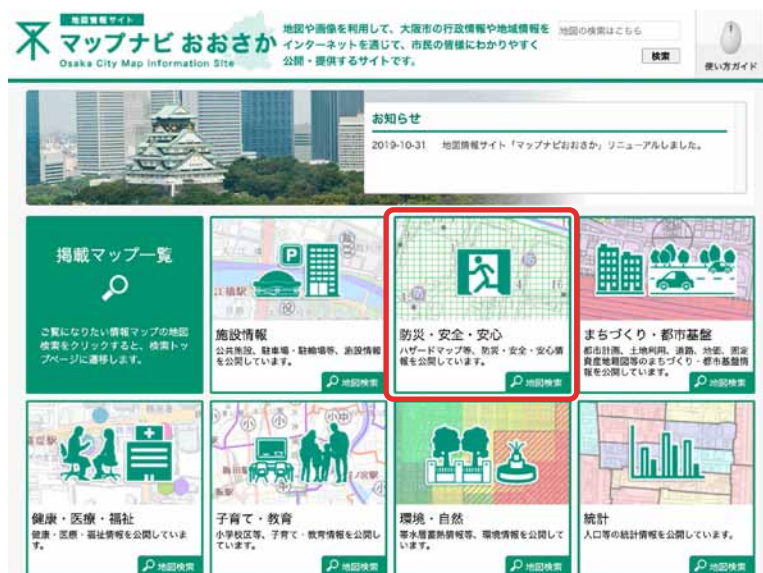 地図情報サイト
マップナビ おおさか
Osaka City Map Information Site
地図や画像を利用して、大阪市の行政情報や地域情報を
インターネットを通じて、市民の皆様にわかりやすく
公開・提供するサイトです。
地図の検索はこちら
検索
使い方ガイド
お知らせ
2019-10-31 地図情報サイト「マップナビおおさか」リニューアルしました。
掲載マップ一覧
ご覧になりたい情報マップの地図
検索をクリックすると、検索トッ
プページに遷移します。
P
江橋駅
施設情報
公共施設、駐車場・駐輪場等、施設情報
を公開しています。
地図検索
防災・安全・安心
ハザードマップ等、防災・安全・安心情
報を公開しています。
地図検索
まちづくり・都市基盤
都市計画、土地利用、道路、地価、固定
資産地籍図等のまちづくり・都市基盤情
報を公開しています。
地図検索
健康・医療・福祉
健康・医療・福祉情報を公開していま
す。
地図検索
子育て・教育
小学校区等、子育て・教育情報を公開し
ています。
地図検索
環境・自然
帯水層蓄熱情報等、環境情報を公開して
います。
地図検索
統計
人口等の統計情報を公開しています。
地図検索